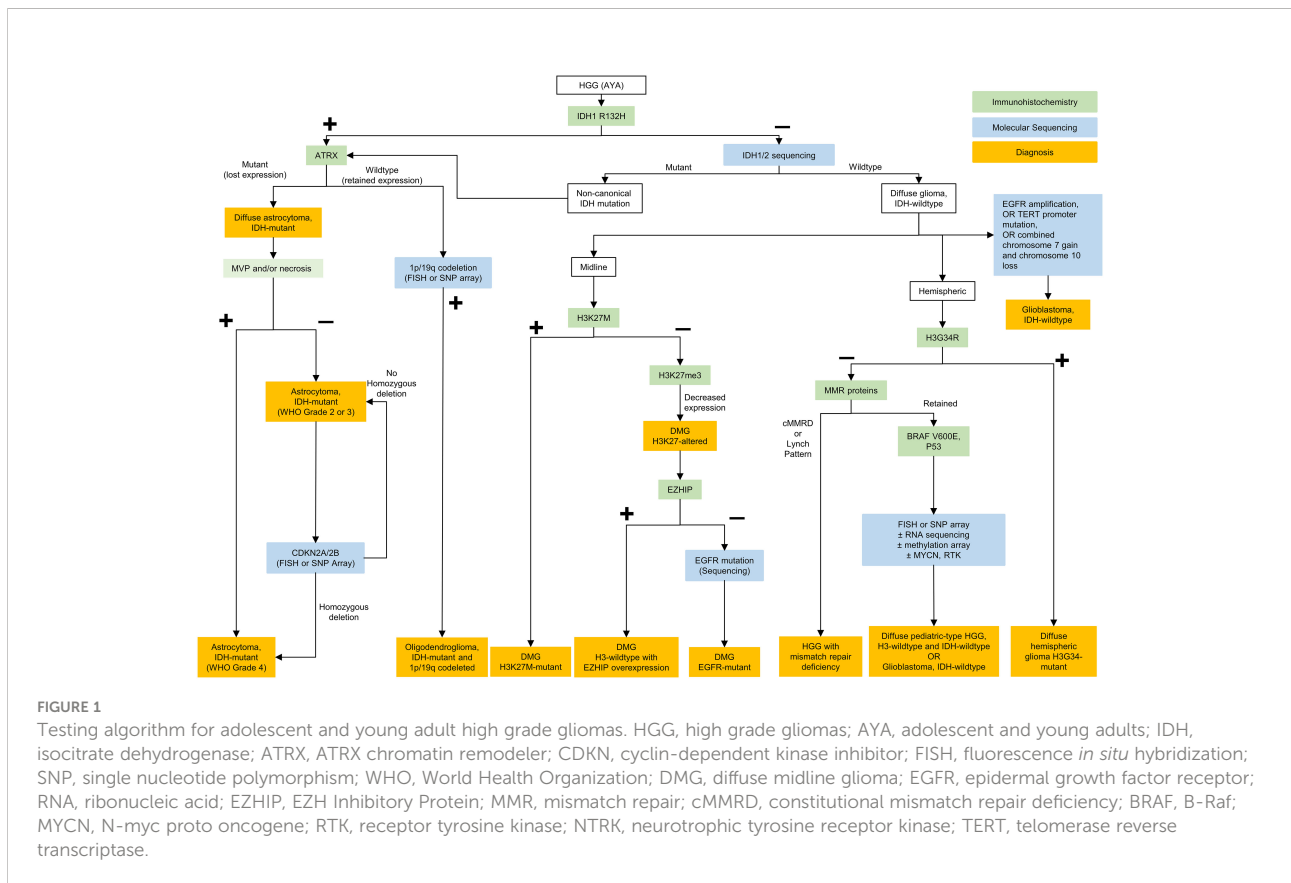 HGG (AYA)
Immunohistochemistry
Molecular Sequencing
Diagnosis
IDH1 R132H
+
−
ATRX
IDH1/2 sequencing
Mutant
(lost expression)
Wildtype
(retained expression)
Mutant
Wildtype
Non-canonical
IDH mutation
Diffuse glioma,
IDH-wildtype
EGFR amplification,
OR TERT promoter
mutation,
OR combined
chromosome 7 gain
and chromosome 10
loss
Diffuse astrocytoma,
IDH-mutant
MVP and/or necrosis
1p/19q codeletion
(FISH or SNP array)
+
Midline
Hemispheric
Glioblastoma,
IDH-wildtype
+
−
H3K27M
+
−
H3G34R
−
+
No
Homozygous
deletion
Astrocytoma,
IDH-mutant
(WHO Grade 2 or 3)
H3K27me3
Decreased
expression
DMG
H3K27-altered
MMR proteins
Retained
cMMRD
or
Lynch
Pattern
BRAF V600E,
P53
EZHIP
+
−
CDKN2A/2B
(FISH or SNP Array)
Homozygous
deletion
EGFR mutation
(Sequencing)
FISH or SNP array
± RNA sequencing
± methylation array
± MYCN, RTK
Astrocytoma,
IDH-mutant
(WHO Grade 4)
Oligodendroglioma,
IDH-mutant and
1p/19q codeleted
DMG
H3K27M-mutant
DMG
H3-wildtype with
EZHIP overexpression
DMG
EGFR-mutant
HGG with
mismatch repair
deficiency
Diffuse pediatric-type HGG,
H3-wildtype and IDH-wildtype
OR
Glioblastoma, IDH-wildtype
Diffuse
hemispheric
glioma H3G34-
mutant
FIGURE 1
Testing algorithm for adolescent and young adult high grade gliomas. HGG, high grade gliomas; AYA, adolescent and young adults; IDH,
isocitrate dehydrogenase; ATRX, ATRX chromatin remodeler; CDKN, cyclin-dependent kinase inhibitor; FISH, fluorescence in situ hybridization;
SNP, single nucleotide polymorphism; WHO, World Health Organization; DMG, diffuse midline glioma; EGFR, epidermal growth factor receptor;
RNA, ribonucleic acid; EZHIP, EZH Inhibitory Protein; MMR, mismatch repair; cMMRD, constitutional mismatch repair deficiency; BRAF, B-Raf;
MYCN, N-myc proto oncogene; RTK, receptor tyrosine kinase; NTRK, neurotrophic tyrosine receptor kinase; TERT, telomerase reverse
transcriptase.